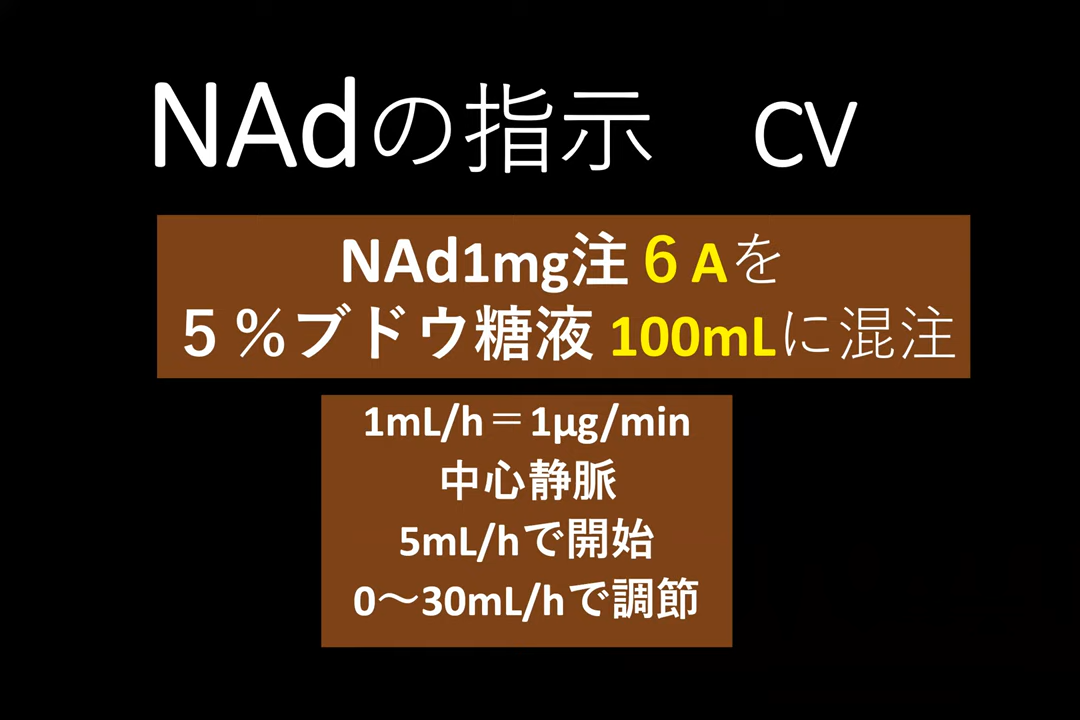 NAdの指示　CV
NAd1mg注６Aを
５％ブドウ糖液 100mLに混注
1mL/h＝1μg/min
中心静脈
5mL/hで開始
0～30mL/hで調節